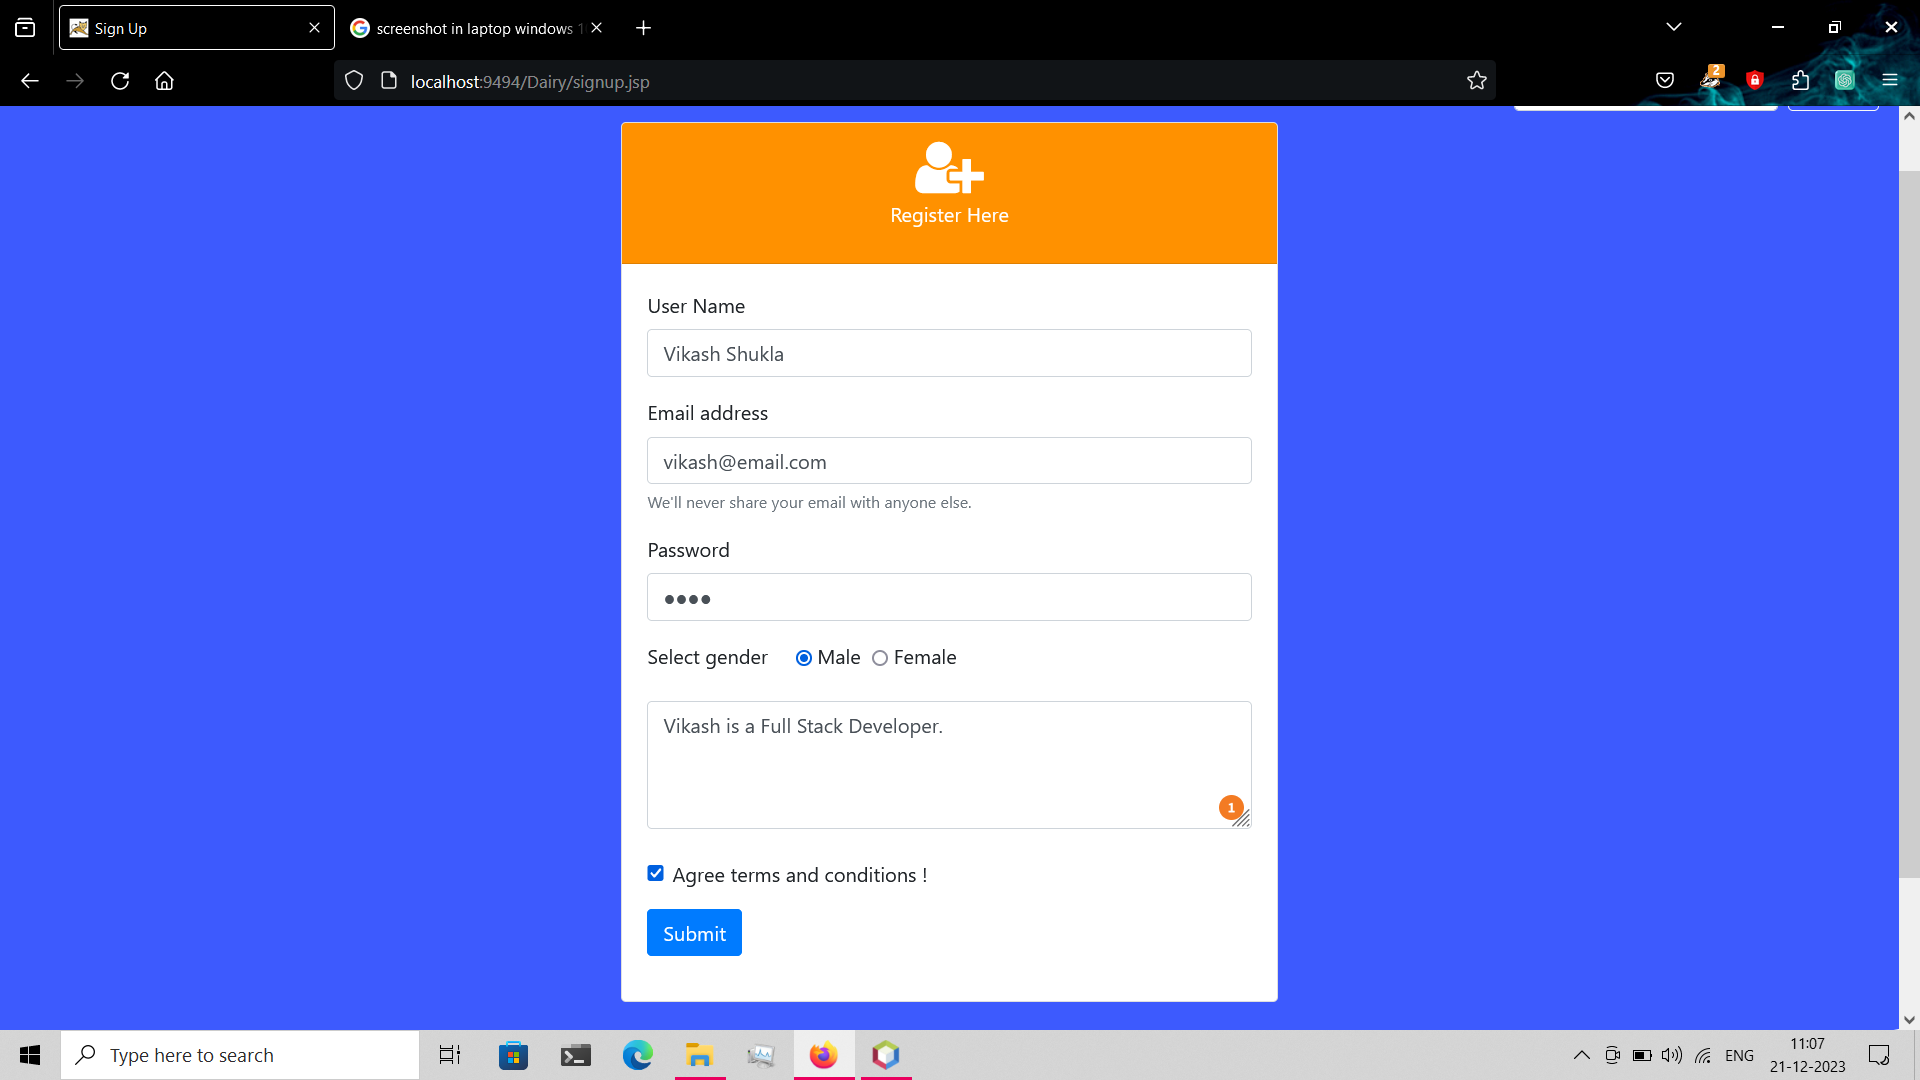 Sign Up
screenshot in laptop windows
localhost:9494/Dairy/signup.jsp
2
Register Here
User Name
Vikash Shukla
Email address
vikash@email.com
We'll never share your email with anyone else.
Password
Select gender Male Female
Vikash is a Full Stack Developer.
1
Agree terms and conditions !
Submit
Type here to search
ENG
11:07
21-12-2023